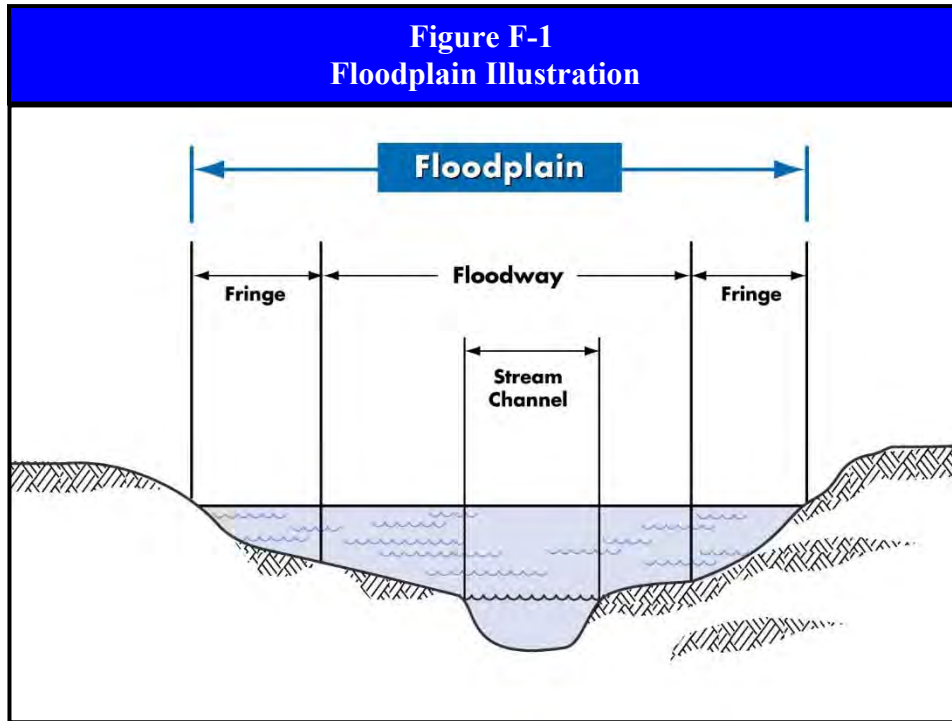 Figure F-1
Floodplain Illustration
Floodplain
Floodway
Fringe
Fringe
Stream
Channel